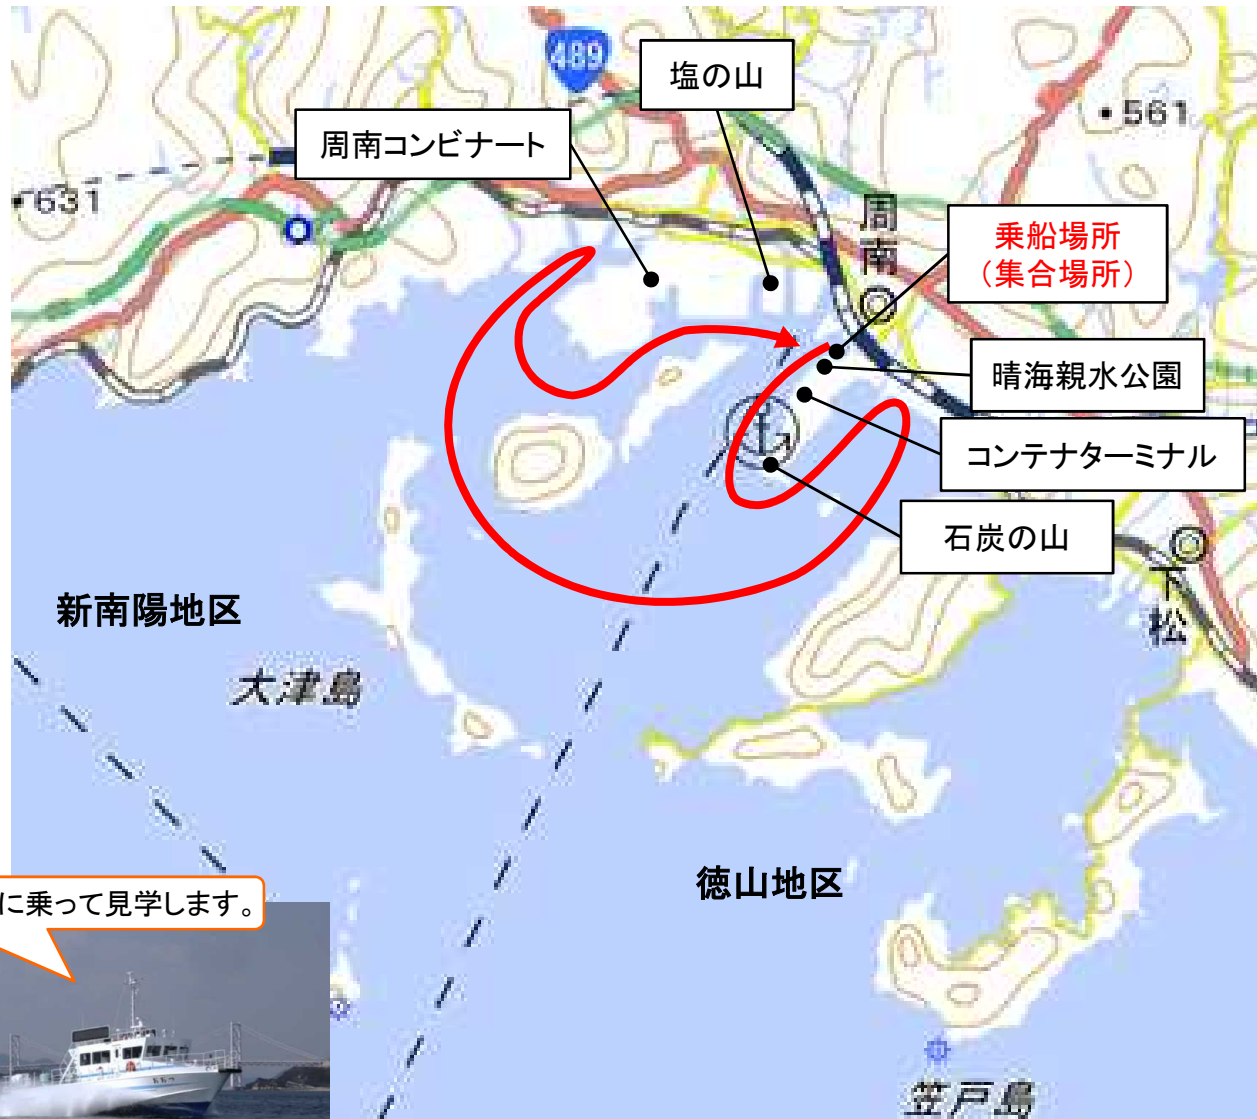 489
塩の山
561
周南コンビナート
631
周南
乗船場所
（集合場所）
晴海親水公園
コンテナターミナル
石炭の山
下松
新南陽地区
大津島
徳山地区
に乗って見学します。
笠戸島